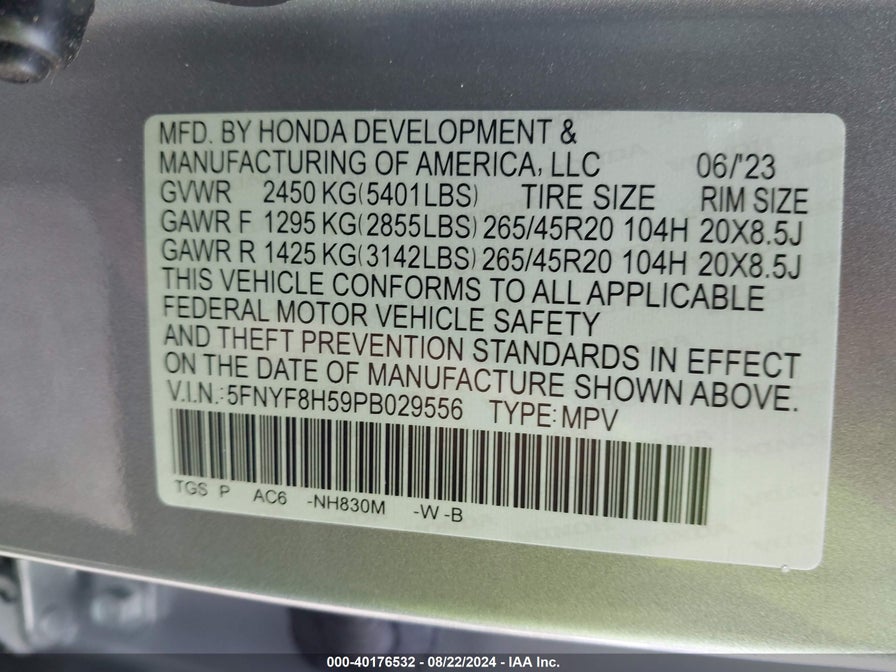 MFD. BY HONDA DEVELOPMENT &
MANUFACTURING OF AMERICA, LLC 06/'23
GVWR 2450 KG(5401LBS) TIRE SIZE RIM SIZE
GAWR F 1295 KG(2855LBS) 265/45R20 104H 20X8.5J
GAWR R 1425 KG(3142LBS) 265/45R20 104H 20X8.5J
THIS VEHICLE CONFORMS TO ALL APPLICABLE
FEDERAL MOTOR VEHICLE SAFETY
AND THEFT PREVENTION STANDARDS IN EFFECT
ON THE DATE OF MANUFACTURE SHOWN ABOVE.
V.I.N.: 5FNYF8H59PB029556 TYPE: MPV
TGS P AC6 -NH830M -W -B
000-40176532 - 08/22/2024 - IAA Inc.